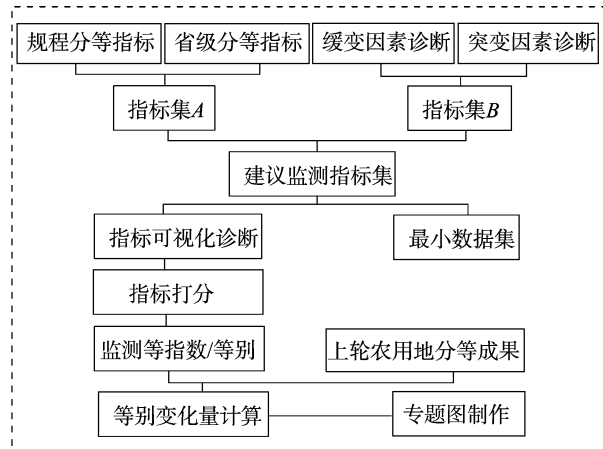 规程分等指标
省级分等指标
缓变因素诊断
突变因素诊断
指标集A
指标集B
建议监测指标集
指标可视化诊断
最小数据集
指标打分
监测等指数/等别
上轮农用地分等成果
等别变化量计算
专题图制作